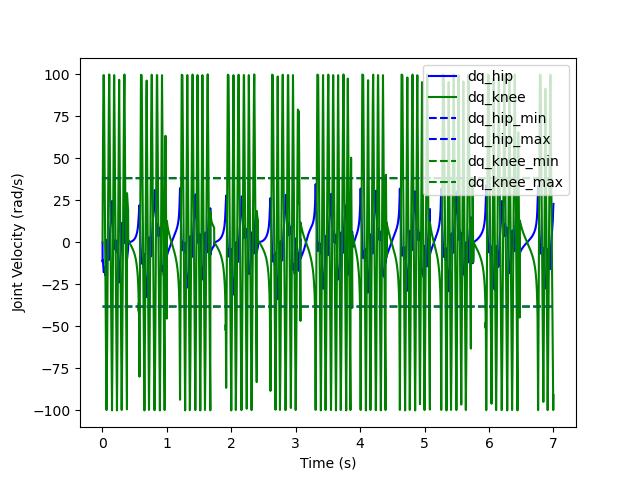 100
75
50
25
0
−25
−50
−75
−100
Joint Velocity (rad/s)
dq_hip
dq_knee
dq_hip_min
dq_hip_max
dq_knee_min
dq_knee_max
0 1 2 3 4 5 6 7
Time (s)